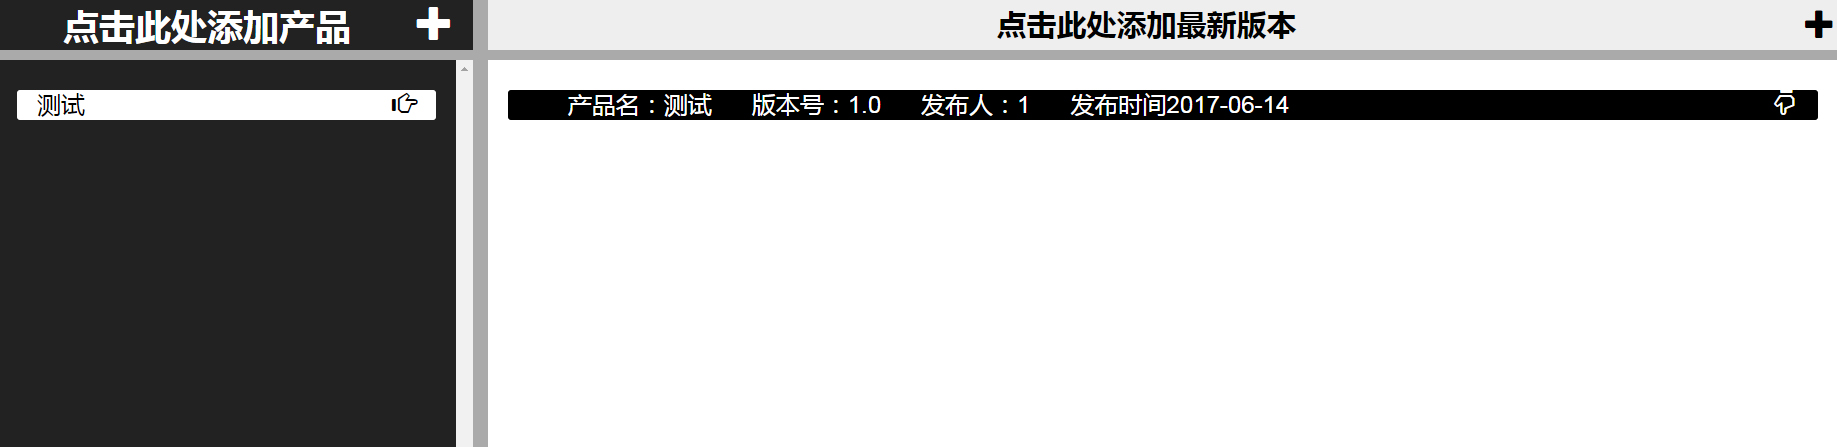 点击此处添加产品
点击此处添加最新版本
测试
产品名：测试 版本号：1.0 发布人：1 发布时间2017-06-14